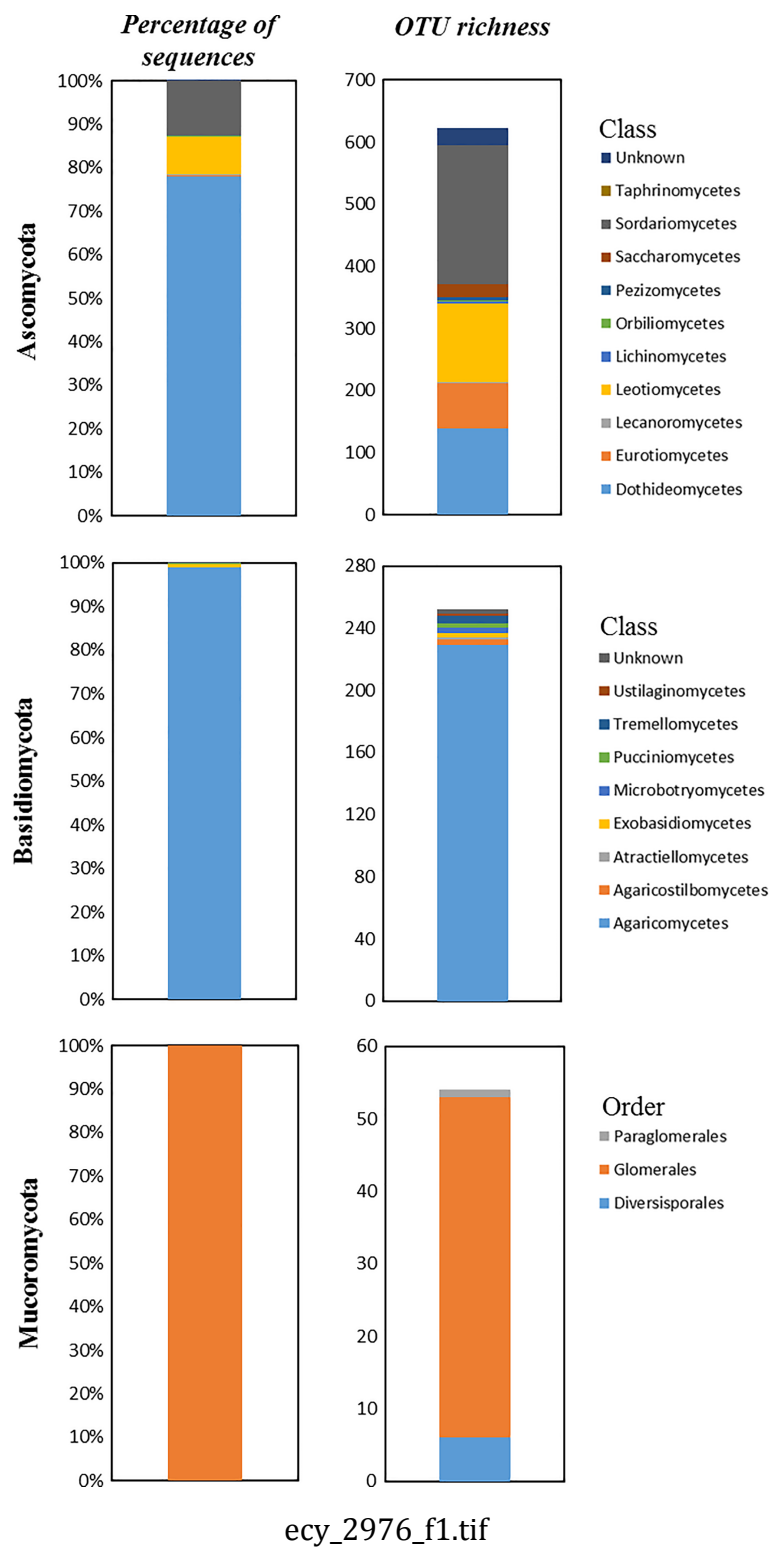 Percentage of
sequences
OTU richness
Ascomycota
100%
90%
80%
70%
60%
50%
40%
30%
20%
10%
0%
700
600
500
400
300
200
100
0
Class
Unknown
Taphrinomycetes
Sordariomycetes
Saccharomycetes
Pezizomycetes
Orbiliomycetes
Lichinomycetes
Leotiomycetes
Lecanoromycetes
Eurotiomycetes
Dothideomycetes
Basidiomycota
100%
90%
80%
70%
60%
50%
40%
30%
20%
10%
0%
280
240
200
160
120
80
40
0
Class
Unknown
Ustilaginomycetes
Tremellomycetes
Pucciniomycetes
Microbotryomycetes
Exobasidiomycetes
Atractiellomycetes
Agaricostilbomycetes
Agaricomycetes
Mucoromycota
100%
90%
80%
70%
60%
50%
40%
30%
20%
10%
0%
60
50
40
30
20
10
0
Order
Paraglomerales
Glomerales
Diversisporales
ecy_2976_f1.tif